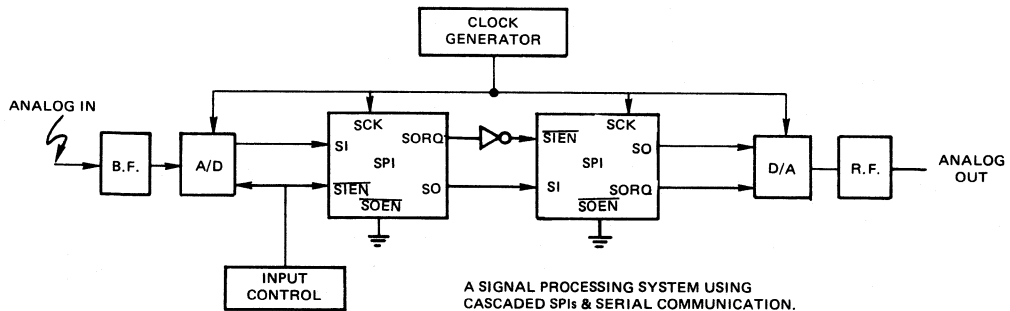 CLOCK
GENERATOR
ANALOG IN
B.F.
A/D
SCK
SI
SORQ
SPI
SIEN
SO
SOEN
SCK
SIEN
SO
SPI
SI
SORQ
SOEN
D/A
R.F.
ANALOG
OUT
INPUT
CONTROL
A SIGNAL PROCESSING SYSTEM USING
CASCADED SPIs & SERIAL COMMUNICATION.